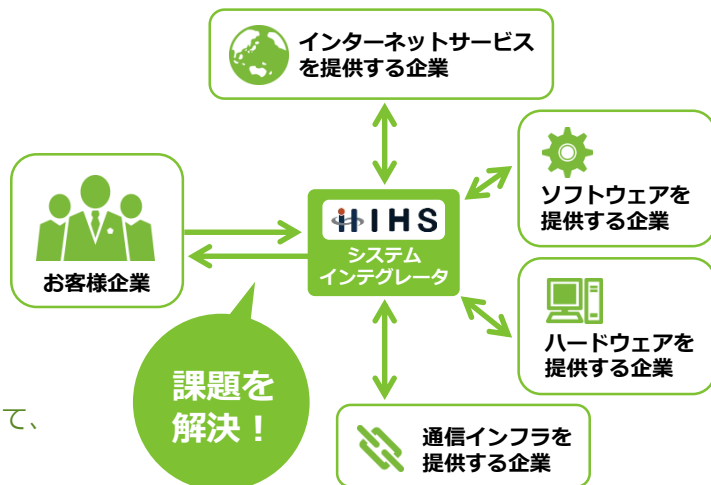 インターネットサービス
を提供する企業
ソフトウェアを
提供する企業
IHS
システム
インテグレータ
お客様企業
ハードウェアを
提供する企業
課題を
解決！
て、
通信インフラを
提供する企業